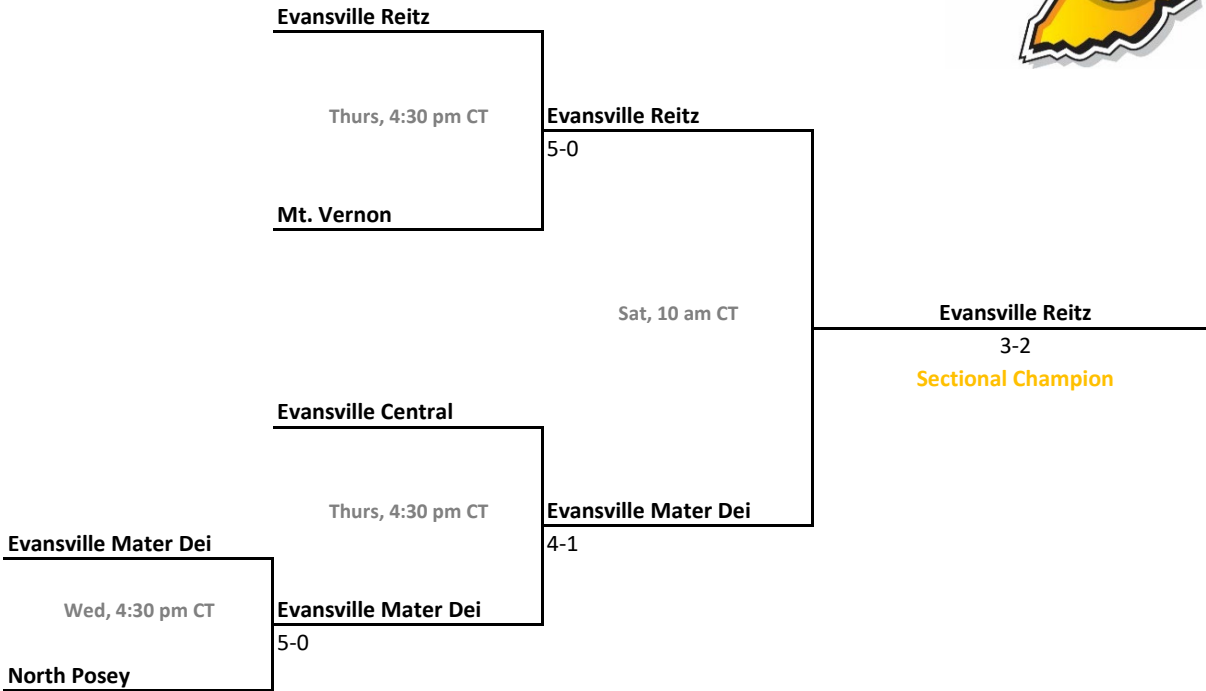 Evansville Reitz
Thurs, 4:30 pm CT
Evansville Reitz
5-0
Mt. Vernon
Sat, 10 am CT
Evansville Reitz
3-2
Sectional Champion
Evansville Central
Thurs, 4:30 pm CT
Evansville Mater Dei
4-1
Evansville Mater Dei
Wed, 4:30 pm CT
Evansville Mater Dei
5-0
North Posey